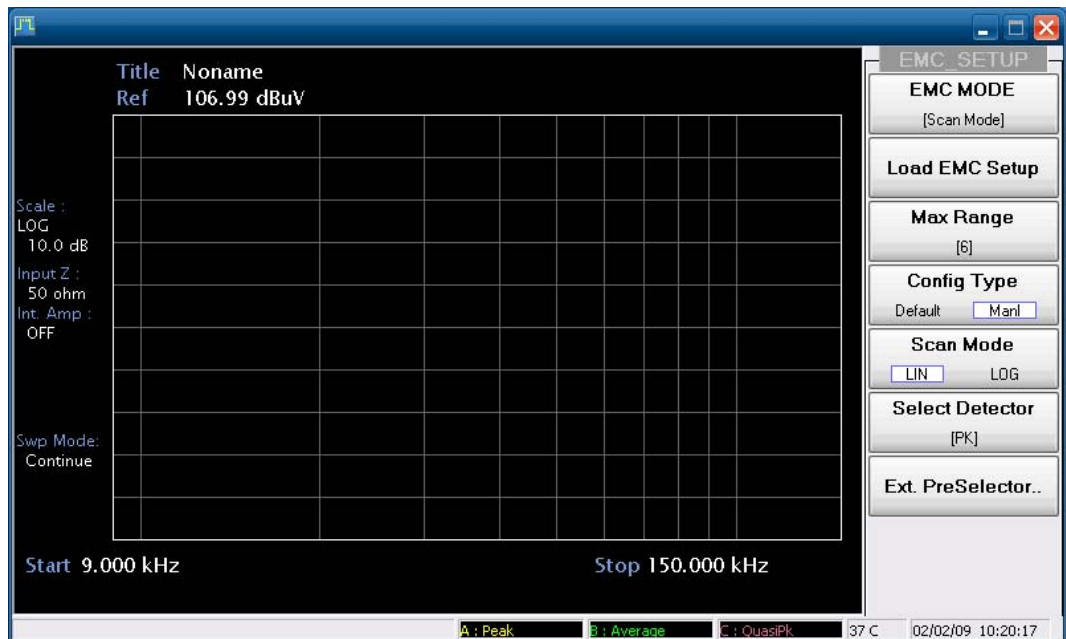 EMC_SETUP
Title Noname
Ref 106.99 dBuV
Scale :
LOG
10.0 dB
Input Z :
50 ohm
Int. Amp :
OFF
Swp Mode:
Continue
Start 9.000 kHz
Stop 150.000 kHz
EMC MODE
[Scan Mode]
Load EMC Setup
Max Range
[6]
Config Type
Default Manl
Scan Mode
LIN LOG
Select Detector
[PK]
Ext. PreSelector..
A : Peak B : Average C : QuasiPk 37 C 02/02/09 10:20:17